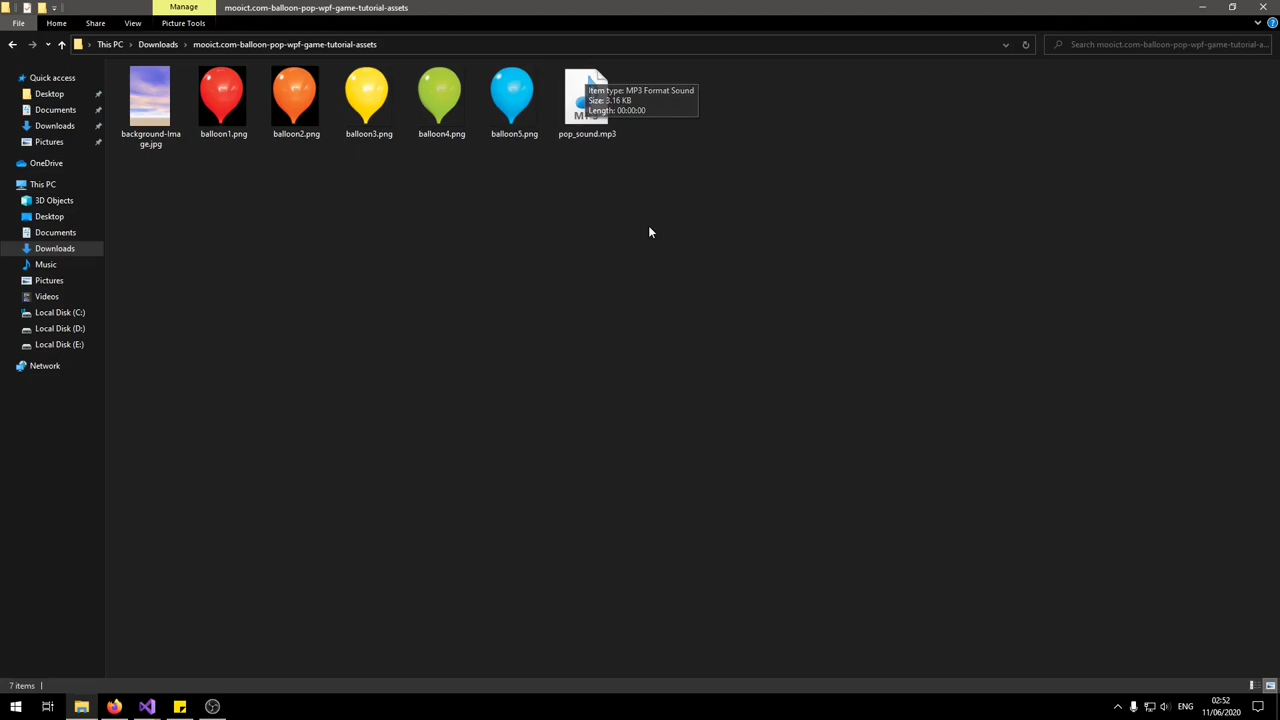 Manage
mooict.com-balloon-pop-wpf-game-tutorial-assets
File
Home
Share
View
Picture Tools
This PC
Downloads
mooict.com-balloon-pop-wpf-game-tutorial-assets
Search mooict.com-balloon-pop-wpf-game-tutorial-a...
Quick access
Desktop
Documents
Downloads
Pictures
OneDrive
This PC
3D Objects
Desktop
Documents
Downloads
Music
Pictures
Videos
Local Disk (C:)
Local Disk (D:)
Local Disk (E:)
Network
background-Ima
ge.jpg
balloon1.png
balloon2.png
balloon3.png
balloon4.png
balloon5.png
MP3
pop_sound.mp3
Item type: MP3 Format Sound
Size: 3.16 KB
Length: 00:00:00
7 items
ENG
02:52
11/06/2020